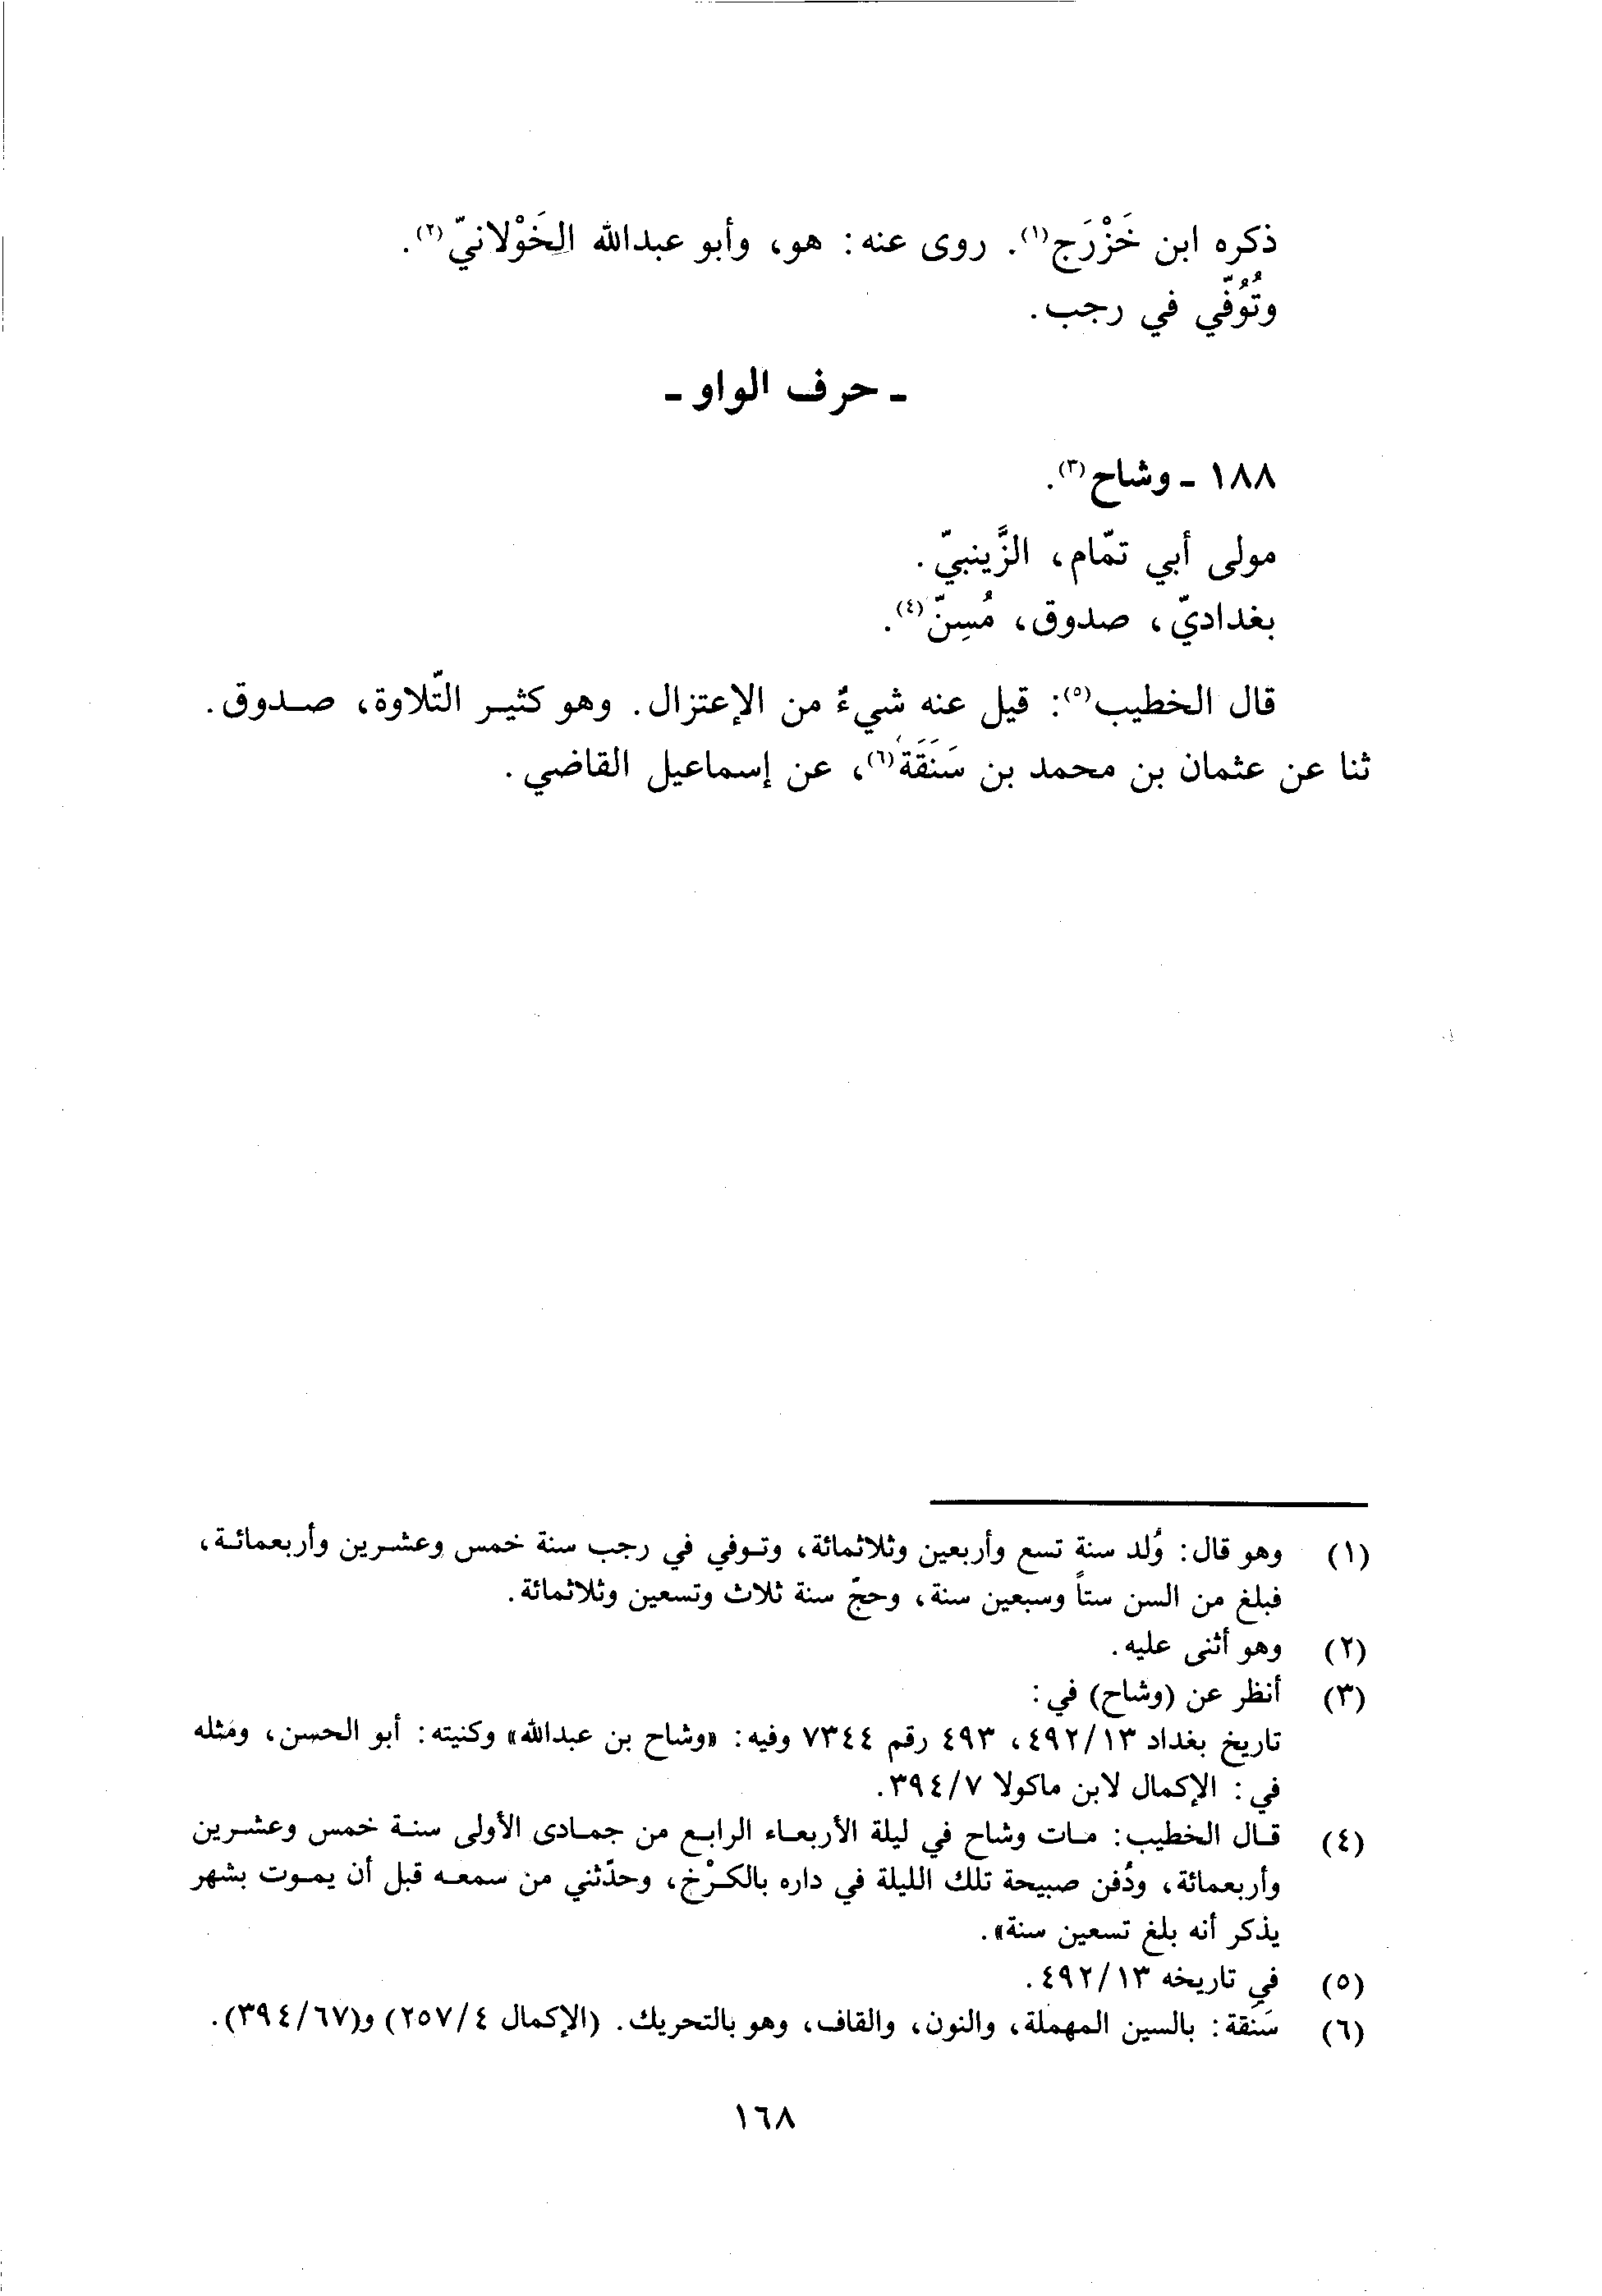 ذكره ابن خَزْرَج(١). روى عنه: هو، وأبو عبدالله الخَوْلانيّ(٢).
وتُوُفّي في رجب.
ـ حرف الواو ـ
١٨٨ ـ وشاح(٣).
مولى أبي تمّام، الزَّينبيّ.
بغداديّ، صدوق، مُسِنّ(٤).
قال الخطيب(٥): قيل عنه شيءٌ من الإعتزال. وهو كثير التّلاوة، صدوق.
ثنا عن عثمان بن محمد بن سَنَقَة(٦)، عن إسماعيل القاضي.
(١) وهو قال: وُلد سنة تسع وأربعين وثلاثمائة، وتوفي في رجب سنة خمس وعشرين وأربعمائة،
فبلغ من السن ستاً وسبعين سنة، وحجّ سنة ثلاث وتسعين وثلاثمائة.
(٢) وهو أثنى عليه.
(٣) أنظر عن (وشاح) في:
تاريخ بغداد ٤٩٢/١٣، ٤٩٣ رقم ٧٣٤٤ وفيه: «وشاح بن عبدالله» وكنيته: أبو الحسن، ومثله
في: الإكمال لابن ماكولا ٣٩٤/٧.
(٤) قال الخطيب: مات وشاح في ليلة الأربعاء الرابع من جمادى الأولى سنة خمس وعشرين
وأربعمائة، ودُفن صبيحة تلك الليلة في داره بالكرْخ، وحدّثني من سمعه قبل أن يموت بشهر
يذكر أنه بلغ تسعين سنة».
(٥) في تاريخه ٤٩٢/١٣.
(٦) سَنَقة: بالسين المهملة، والنون، والقاف، وهو بالتحريك. (الإكمال ٢٥٧/٤) و(٣٩٤/٦٧).
١٦٨